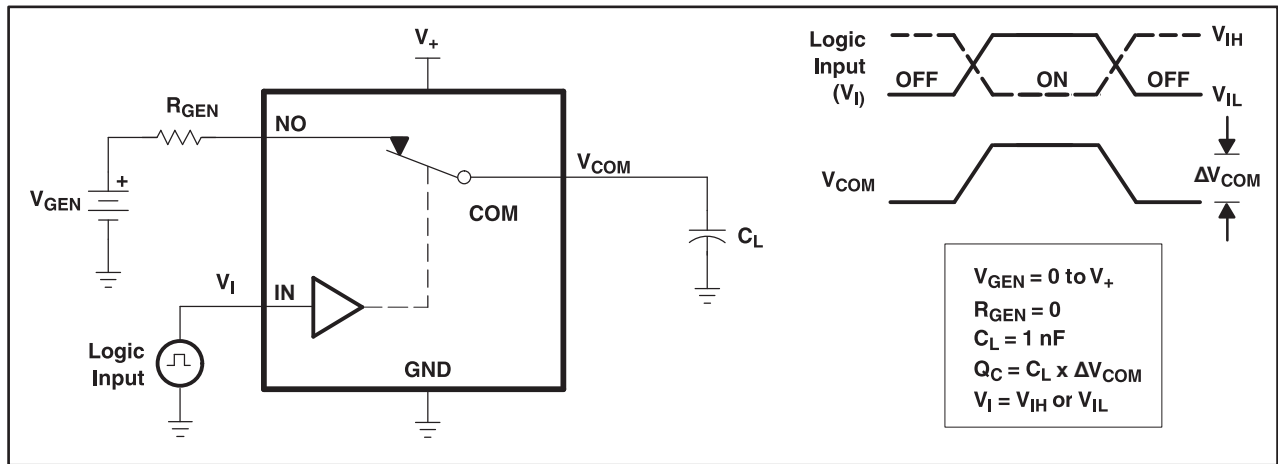 V+
RGEN
NO
VCOM
COM
VGEN
+
CL
VI
IN
Logic
Input
GND
Logic
Input
(VI)
OFF
ON
OFF
VIH
VIL
VCOM
ΔVCOM
VGEN = 0 to V+
RGEN = 0
CL = 1 nF
QC = CL x ΔVCOM
VI = VIH or VIL